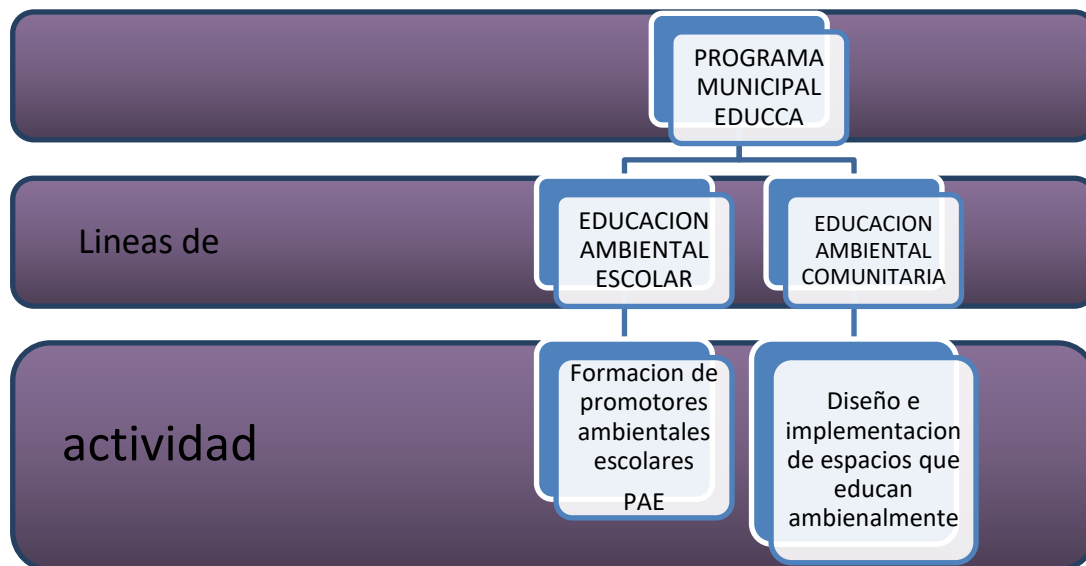 PROGRAMA
MUNICIPAL
EDUCCA
Lineas de
EDUCACION
AMBIENTAL
ESCOLAR
EDUCACION
AMBIENTAL
COMUNITARIA
actividad
Formacion de
promotores
ambientales
escolares
PAE
Diseño e
implementacion
de espacios que
educan
ambienalmente